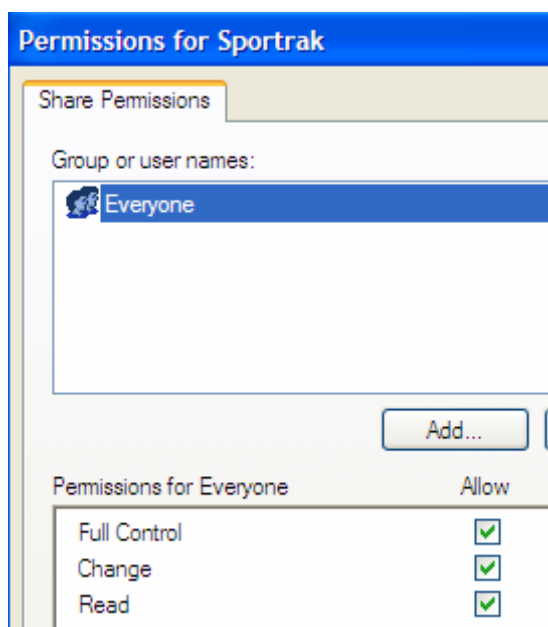 Permissions for Sportrak
Share Permissions
Group or user names:
Everyone
Add...
Permissions for Everyone Allow
Full Control
Change
Read